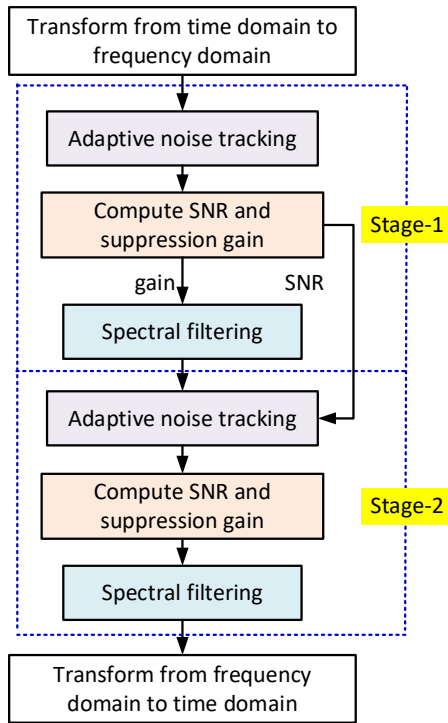 Transform from time domain to
frequency domain
Adaptive noise tracking
Compute SNR and
suppression gain
Stage-1
gain
SNR
Spectral filtering
Adaptive noise tracking
Compute SNR and
suppression gain
Stage-2
Spectral filtering
Transform from frequency
domain to time domain